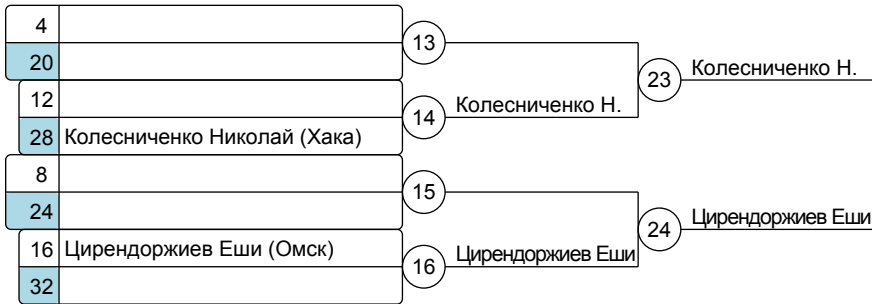 4
13
20
23 Колесниченко Н.
12
14 Колесниченко Н.
28 Колесниченко Николай (Хака)
8
15
24
24 Цирендоржиев Еши
16 Цирендоржиев Еши (Омск)
16 Цирендоржиев Еши
32